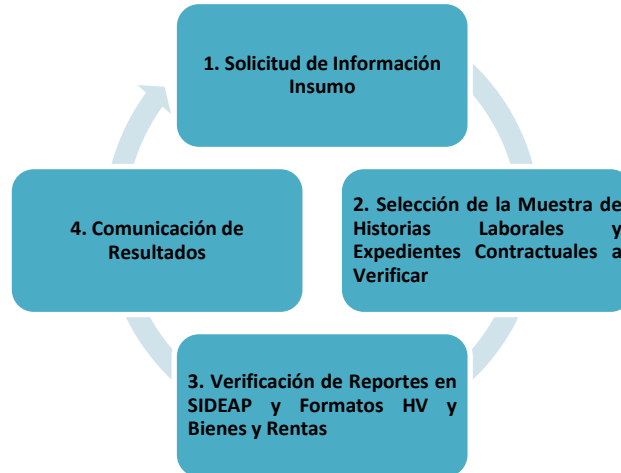 1. Solicitud de Información
Insumo
2. Selección de la Muestra de
Historias Laborales y
Expedientes Contractuales a
Verificar
3. Verificación de Reportes en
SIDEAP y Formatos HV y
Bienes y Rentas
4. Comunicación de
Resultados